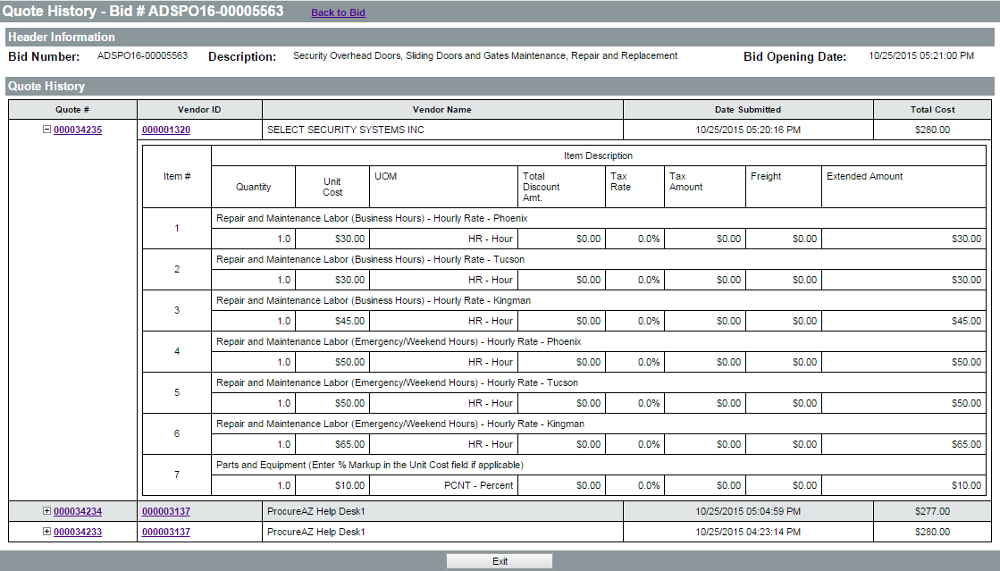 Quote History - Bid # ADSPO16-00005563 Back to Bid
Header Information
Bid Number: ADSPO16-00005563 Description: Security Overhead Doors, Sliding Doors and Gates Maintenance, Repair and Replacement Bid Opening Date: 10/25/2015 05:21:00 PM
Quote History
Quote # Vendor ID Vendor Name Date Submitted Total Cost
000034235 000001320 SELECT SECURITY SYSTEMS INC 10/25/2015 05:20:16 PM $280.00
Item # Item Description
Quantity Unit Cost UOM Total Discount Amt. Tax Rate Tax Amount Freight Extended Amount
1 Repair and Maintenance Labor (Business Hours) - Hourly Rate - Phoenix
1.0 $30.00 HR - Hour $0.00 0.0% $0.00 $0.00 $30.00
2 Repair and Maintenance Labor (Business Hours) - Hourly Rate - Tucson
1.0 $30.00 HR - Hour $0.00 0.0% $0.00 $0.00 $30.00
3 Repair and Maintenance Labor (Business Hours) - Hourly Rate - Kingman
1.0 $45.00 HR - Hour $0.00 0.0% $0.00 $0.00 $45.00
4 Repair and Maintenance Labor (Emergency/Weekend Hours) - Hourly Rate - Phoenix
1.0 $50.00 HR - Hour $0.00 0.0% $0.00 $0.00 $50.00
5 Repair and Maintenance Labor (Emergency/Weekend Hours) - Hourly Rate - Tucson
1.0 $50.00 HR - Hour $0.00 0.0% $0.00 $0.00 $50.00
6 Repair and Maintenance Labor (Emergency/Weekend Hours) - Hourly Rate - Kingman
1.0 $65.00 HR - Hour $0.00 0.0% $0.00 $0.00 $65.00
7 Parts and Equipment (Enter % Markup in the Unit Cost field if applicable)
1.0 $10.00 PCNT - Percent $0.00 0.0% $0.00 $0.00 $10.00
000034234 000003137 ProcureAZ Help Desk1 10/25/2015 05:04:59 PM $277.00
000034233 000003137 ProcureAZ Help Desk1 10/25/2015 04:23:14 PM $280.00
Exit